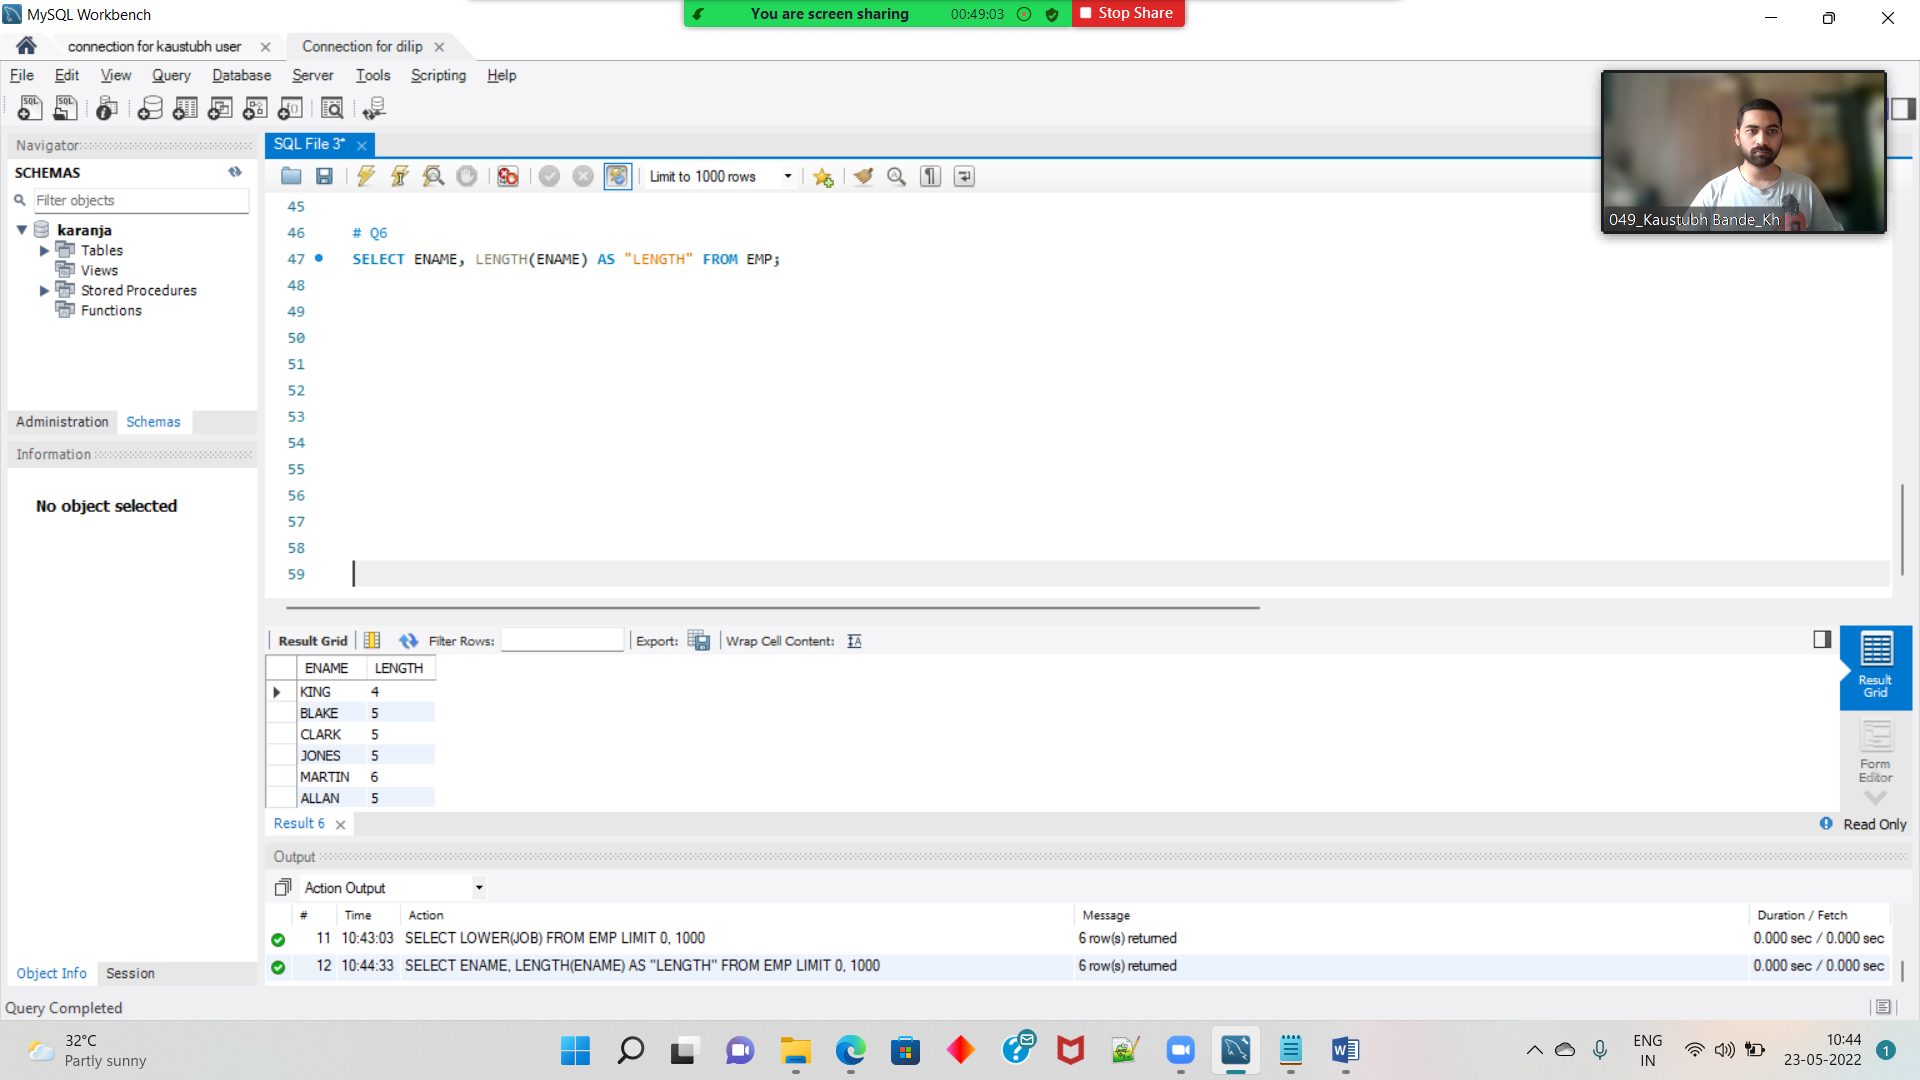 MySQL Workbench
You are screen sharing 00:49:03 Stop Share
connection for kaustubh user Connection for dilip
File Edit View Query Database Server Tools Scripting Help
Navigator
SCHEMAS
Filter objects
karanja
Tables
Views
Stored Procedures
Functions
Administration Schemas
Information
No object selected
Object Info Session
SQL File 3*
Limit to 1000 rows
049_Kaustubh Bande_Kh
45
46 # Q6
47 SELECT ENAME, LENGTH(ENAME) AS "LENGTH" FROM EMP;
48
49
50
51
52
53
54
55
56
57
58
59
Result Grid Filter Rows: Export: Wrap Cell Content:
ENAME LENGTH
KING 4
BLAKE 5
CLARK 5
JONES 5
MARTIN 6
ALLAN 5
Result Grid
Form Editor
Result 6 Read Only
Output
Action Output
# Time Action Message Duration / Fetch
11 10:43:03 SELECT LOWER(JOB) FROM EMP LIMIT 0, 1000 6 row(s) returned 0.000 sec / 0.000 sec
12 10:44:33 SELECT ENAME, LENGTH(ENAME) AS "LENGTH" FROM EMP LIMIT 0, 1000 6 row(s) returned 0.000 sec / 0.000 sec
Query Completed
32°C
Partly sunny
ENG
IN
10:44
23-05-2022
1